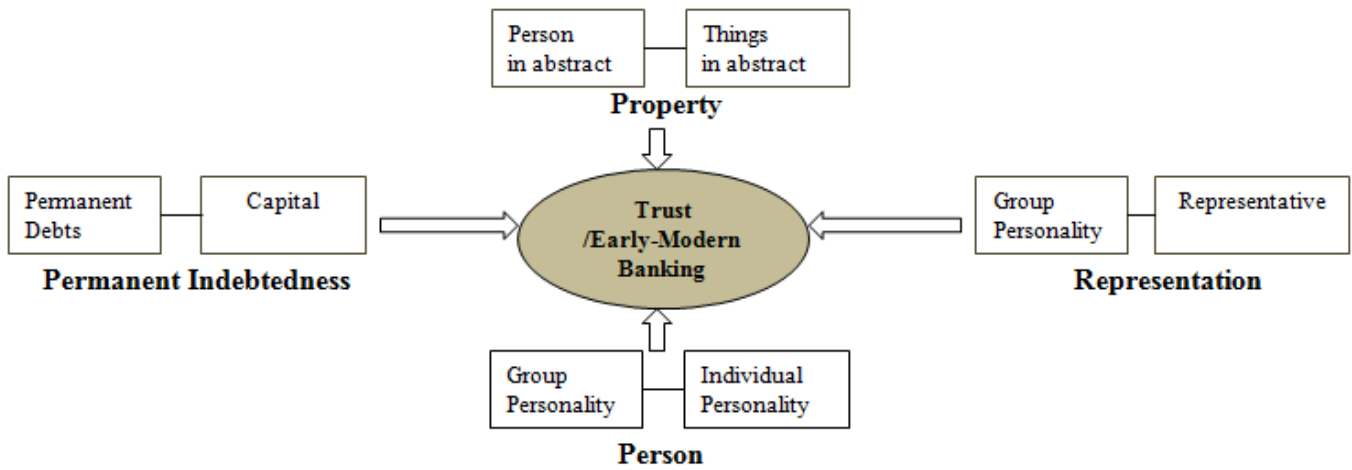 Person
in abstract
Things
in abstract
Property
Permanent
Debts
Capital
Permanent Indebtedness
Trust
/Early-Modern
Banking
Group
Personality
Representative
Representation
Group
Personality
Individual
Personality
Person